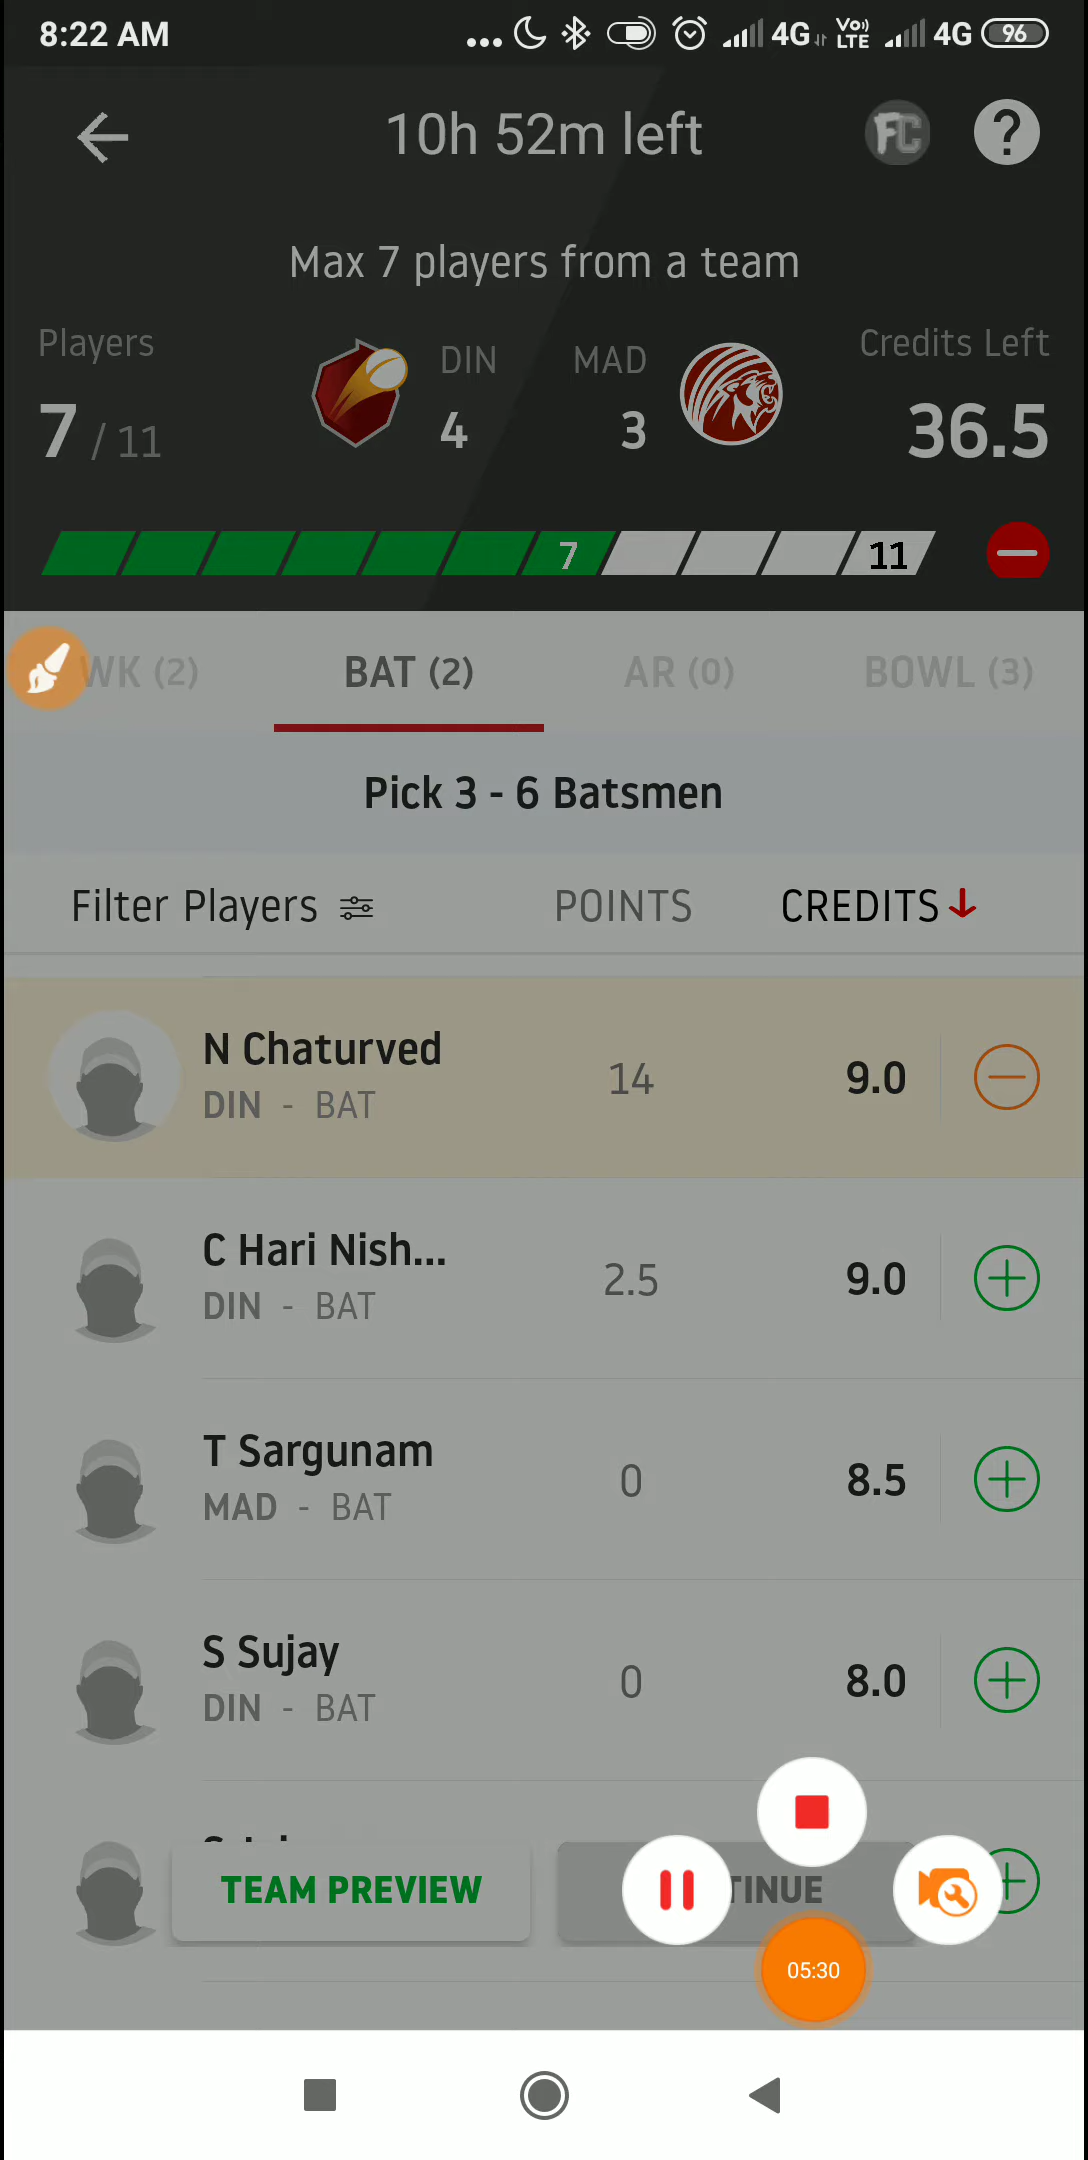 8:22 AM
... 4G Vo)) LTE 4G 96
10h 52m left
FC ?
Max 7 players from a team
Players DIN MAD Credits Left
7 / 11 4 3 36.5
7 11
WK (2) BAT (2) AR (0) BOWL (3)
Pick 3 - 6 Batsmen
Filter Players POINTS CREDITS
N Chaturved
DIN - BAT 14 9.0
C Hari Nish...
DIN - BAT 2.5 9.0
T Sargunam
MAD - BAT 0 8.5
S Sujay
DIN - BAT 0 8.0
TEAM PREVIEW TINUE
05:30